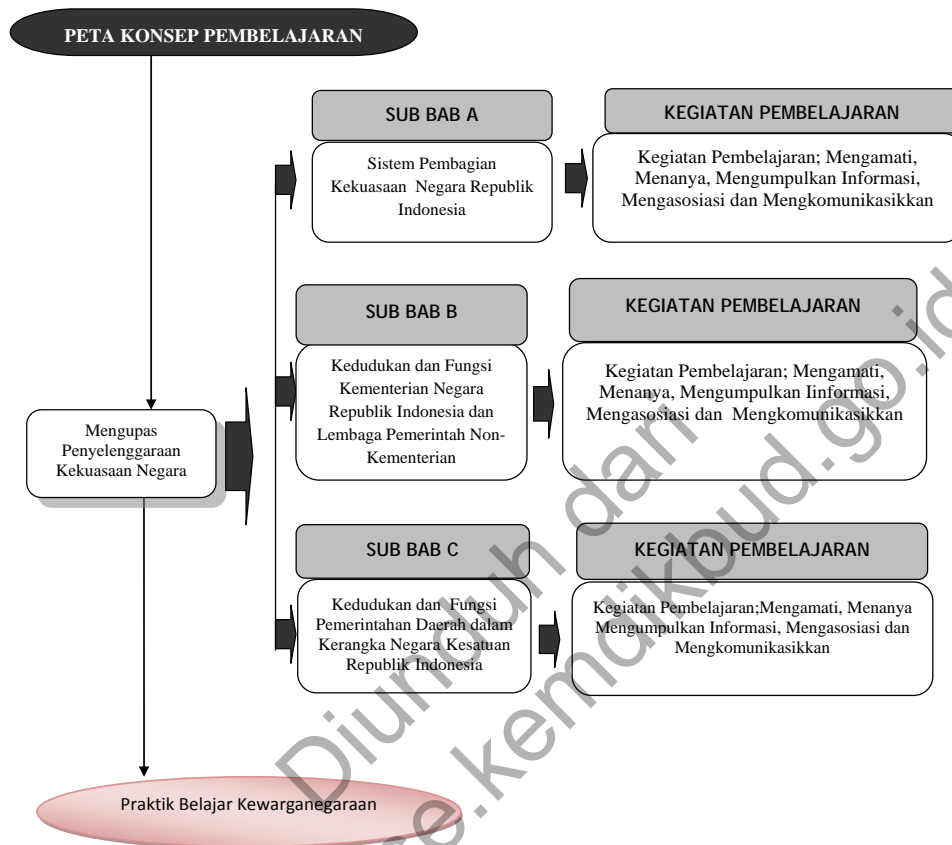 PETA KONSEP PEMBELAJARAN
SUB BAB A
Sistem Pembagian
Kekuasaan Negara Republik
Indonesia
KEGIATAN PEMBELAJARAN
Kegiatan Pembelajaran; Mengamati,
Menanya, Mengumpulkan Informasi,
Mengasosiasi dan Mengkomunikasikkan
SUB BAB B
Kedudukan dan Fungsi
Kementerian Negara
Republik Indonesia dan
Lembaga Pemerintah Non-
Kementerian
KEGIATAN PEMBELAJARAN
Kegiatan Pembelajaran; Mengamati,
Menanya, Mengumpulkan Iinformasi,
Mengasosiasi dan Mengkomunikasikkan
Mengupas
Penyelenggaraan
Kekuasaan Negara
SUB BAB C
Kedudukan dan Fungsi
Pemerintahan Daerah dalam
Kerangka Negara Kesatuan
Republik Indonesia
KEGIATAN PEMBELAJARAN
Kegiatan Pembelajaran;Mengamati, Menanya
Mengumpulkan Informasi, Mengasosiasi dan
Mengkomunikasikkan
Praktik Belajar Kewarganegaraan
Diunduh dari
se.kemdikbud.go.id